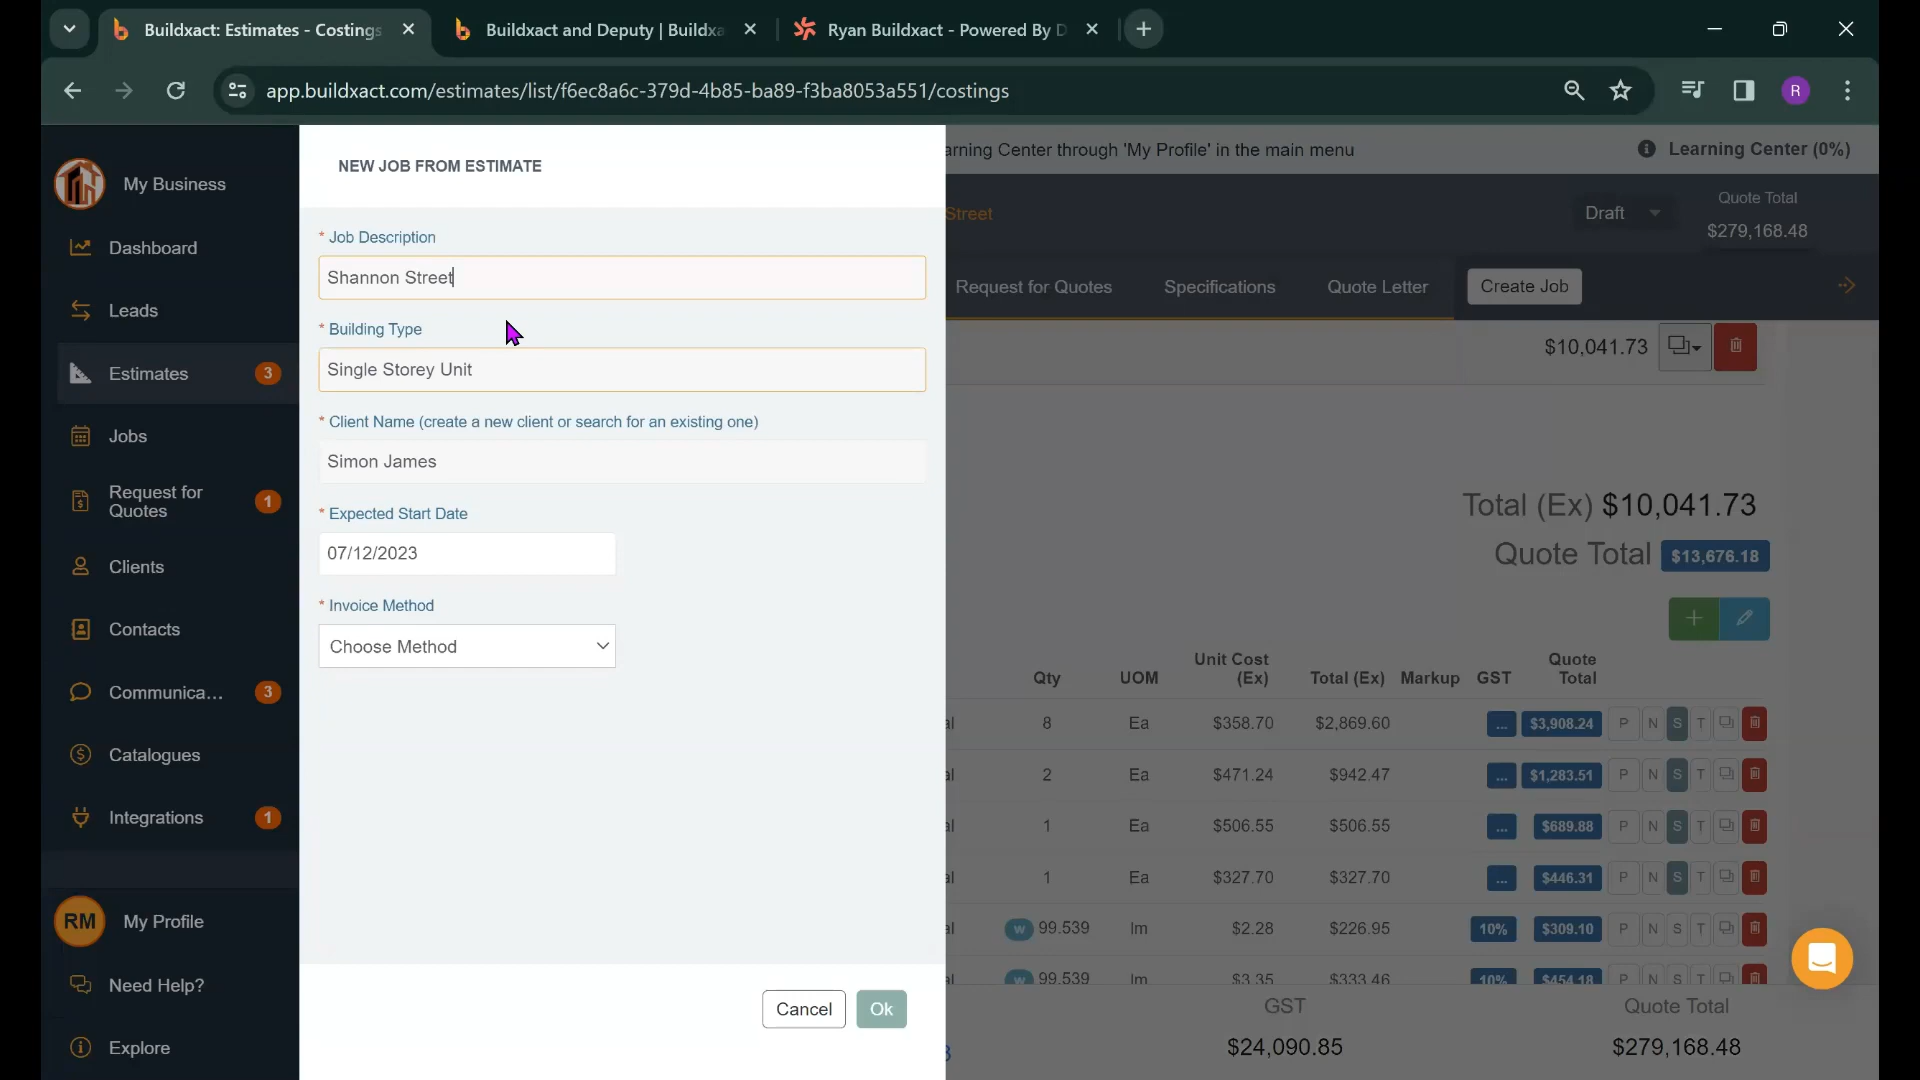 Buildxact: Estimates - Costings
Buildxact and Deputy | Buildxa
Ryan Buildxact - Powered By D
app.buildxact.com/estimates/list/f6ec8a6c-379d-4b85-ba89-f3ba8053a551/costings
R
My Business
Dashboard
Leads
Estimates 3
Jobs
Request for
Quotes 1
Clients
Contacts
Communica... 3
Catalogues
Integrations 1
RM My Profile
Need Help?
Explore
NEW JOB FROM ESTIMATE
* Job Description
Shannon Street
* Building Type
Single Storey Unit
* Client Name (create a new client or search for an existing one)
Simon James
* Expected Start Date
07/12/2023
* Invoice Method
Choose Method
Cancel Ok
arning Center through 'My Profile' in the main menu
Learning Center (0%)
Street
Draft
Quote Total
$279,168.48
Request for Quotes Specifications Quote Letter Create Job
$10,041.73
Total (Ex) $10,041.73
Quote Total $13,676.18
Qty UOM Unit Cost (Ex) Total (Ex) Markup GST Quote Total
al 8 Ea $358.70 $2,869.60 ... $3,908.24 P N S T
al 2 Ea $471.24 $942.47 ... $1,283.51 P N S T
al 1 Ea $506.55 $506.55 ... $689.88 P N S T
al 1 Ea $327.70 $327.70 ... $446.31 P N S T
al w 99.539 lm $2.28 $226.95 10% $309.10 P N S T
al w 99.539 lm $3.35 $333.46 10% $454.18 P N S T
GST Quote Total
$24,090.85 $279,168.48